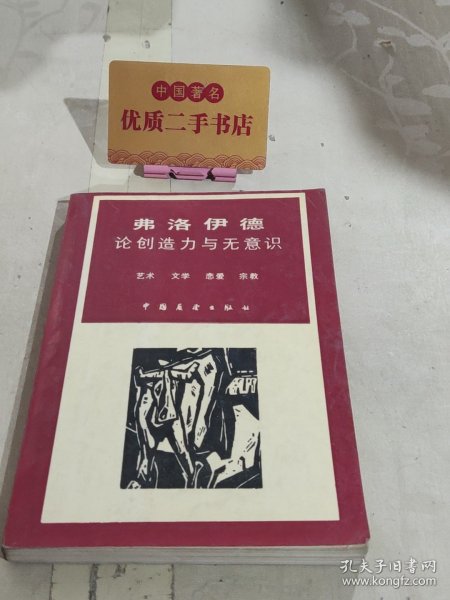 中国著名
优质二手书店
弗洛伊德
论创造力与无意识
艺术 文学 恋爱 宗教
中国展望出版社
孔夫子旧书网
www.kongfz.com